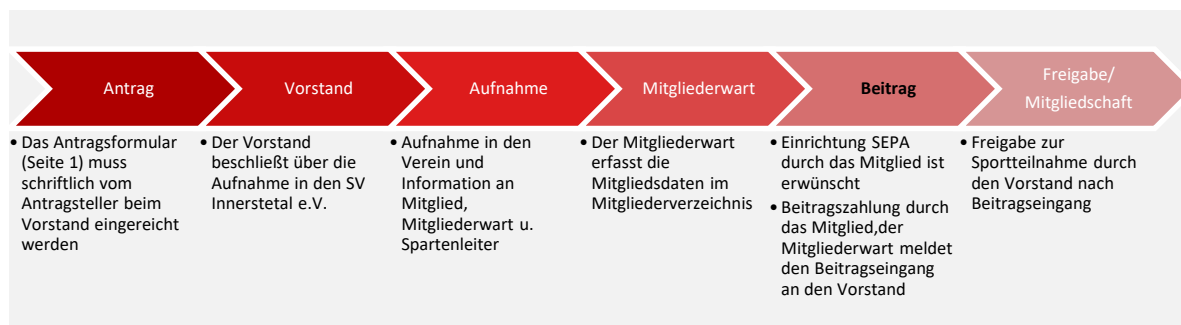 Antrag
Vorstand
Aufnahme
Mitgliederwart
Beitrag
Freigabe/
Mitgliedschaft
• Das Antragsformular
(Seite 1) muss
schriftlich vom
Antragsteller beim
Vorstand eingereicht
werden
• Der Vorstand
beschließt über die
Aufnahme in den SV
Innerstetal e.V.
• Aufnahme in den
Verein und
Information an
Mitglied,
Mitgliederwart u.
Spartenleiter
• Der Mitgliederwart
erfasst die
Mitgliedsdaten im
Mitgliederverzeichnis
• Einrichtung SEPA
durch das Mitglied ist
erwünscht
• Beitragszahlung durch
das Mitglied,der
Mitgliederwart meldet
den Beitragseingang
an den Vorstand
• Freigabe zur
Sportteilnahme durch
den Vorstand nach
Beitragseingang